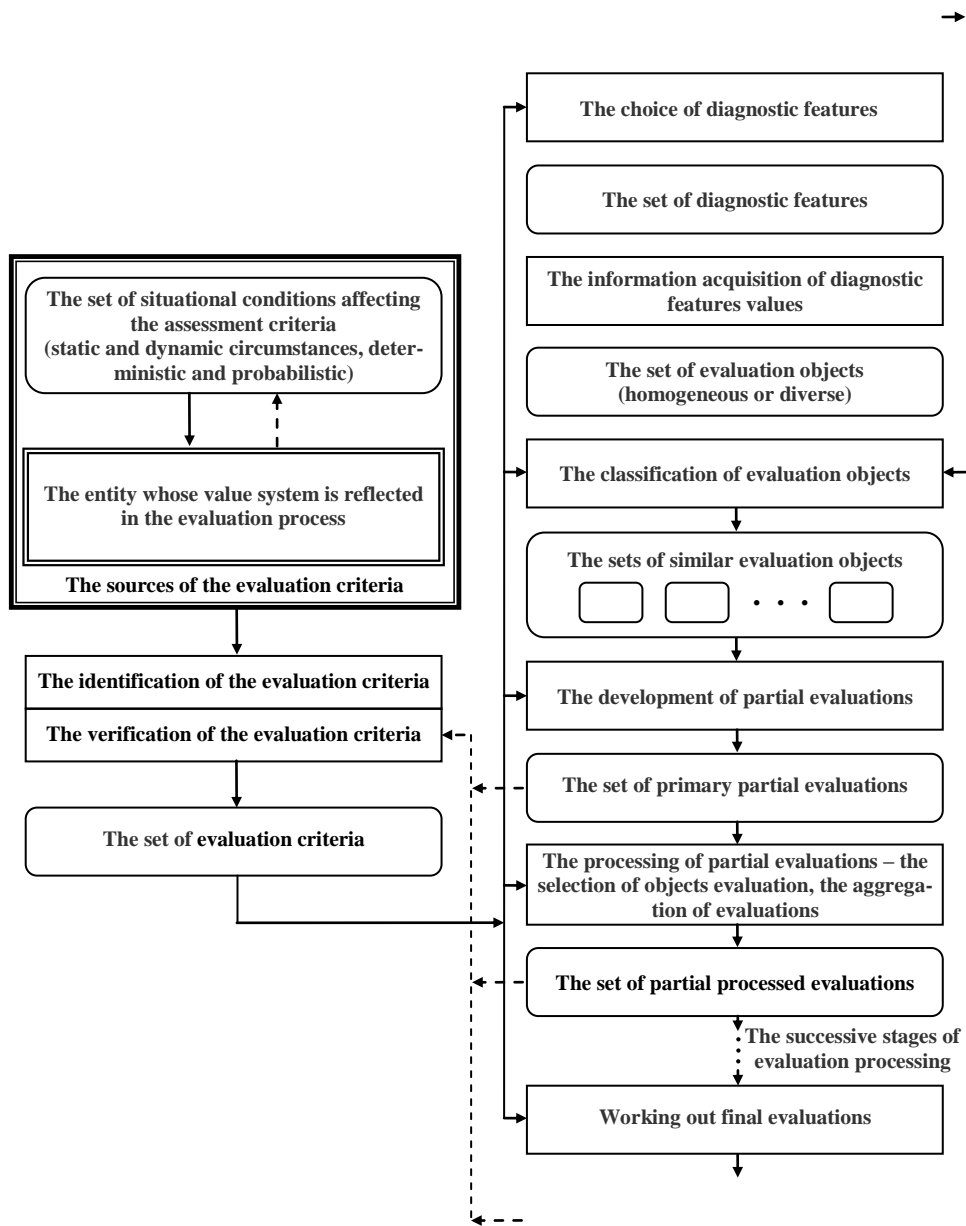 The choice of diagnostic features
The set of diagnostic features
The information acquisition of diagnostic
features values
The set of evaluation objects
(homogeneous or diverse)
The classification of evaluation objects
The sets of similar evaluation objects
. . .
The development of partial evaluations
The set of primary partial evaluations
The processing of partial evaluations – the
selection of objects evaluation, the aggrega-
tion of evaluations
The set of partial processed evaluations
The successive stages of
evaluation processing
Working out final evaluations
The set of situational conditions affecting
the assessment criteria
(static and dynamic circumstances, deter-
ministic and probabilistic)
The entity whose value system is reflected
in the evaluation process
The sources of the evaluation criteria
The identification of the evaluation criteria
The verification of the evaluation criteria
The set of evaluation criteria